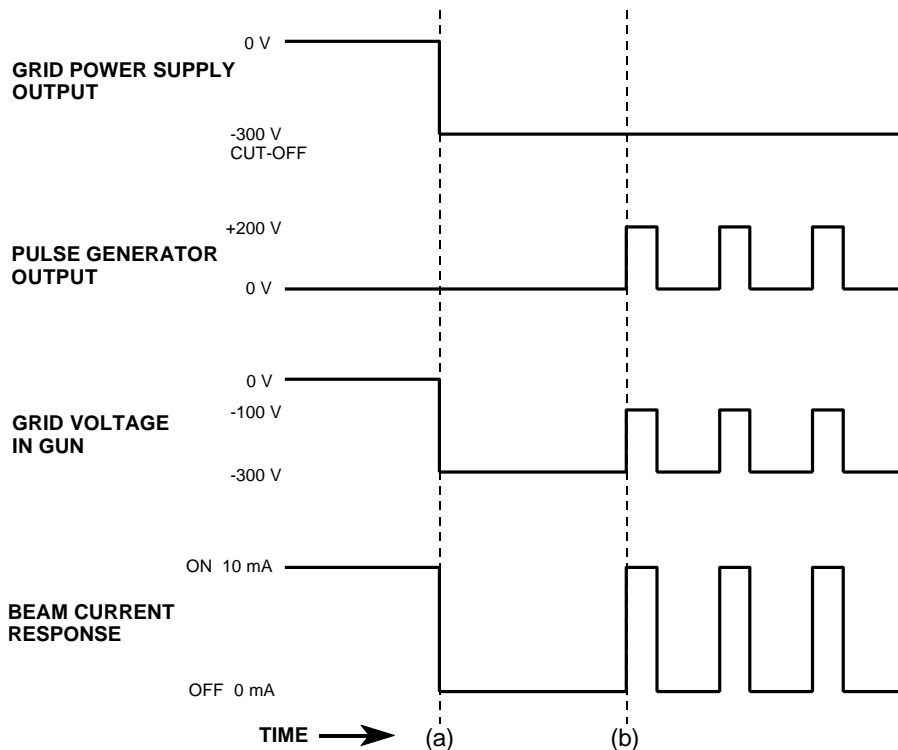 0 V
GRID POWER SUPPLY
OUTPUT
-300 V
CUT-OFF
+200 V
PULSE GENERATOR
OUTPUT
0 V
0 V
-100 V
GRID VOLTAGE
IN GUN
-300 V
ON 10 mA
BEAM CURRENT
RESPONSE
OFF 0 mA
TIME (a) (b)